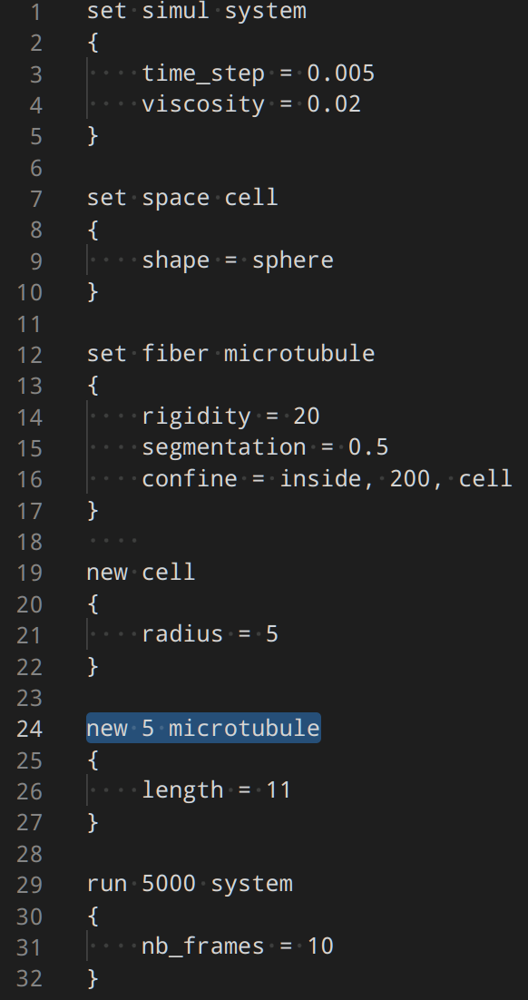 1 set simul system
2 {
3     time_step = 0.005
4     viscosity = 0.02
5 }
6
7 set space cell
8 {
9     shape = sphere
10 }
11
12 set fiber microtubule
13 {
14     rigidity = 20
15     segmentation = 0.5
16     confine = inside, 200, cell
17 }
18
19 new cell
20 {
21     radius = 5
22 }
23
24 new 5 microtubule
25 {
26     length = 11
27 }
28
29 run 5000 system
30 {
31     nb_frames = 10
32 }